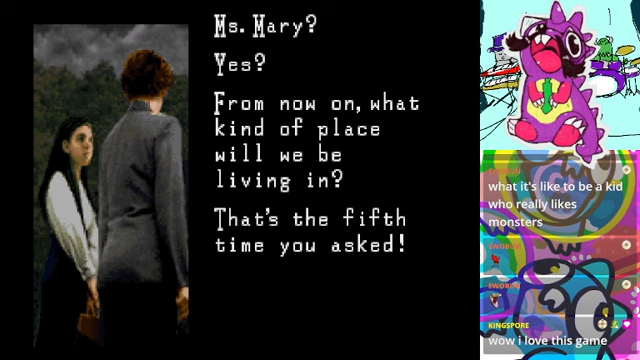 Ms. Mary?
Yes?
From now on, what
kind of place
will we be
living in?
That's the fifth
time you asked!
what it's like to be a kid
who really likes
monsters
KINGSPORE
wow i love this game